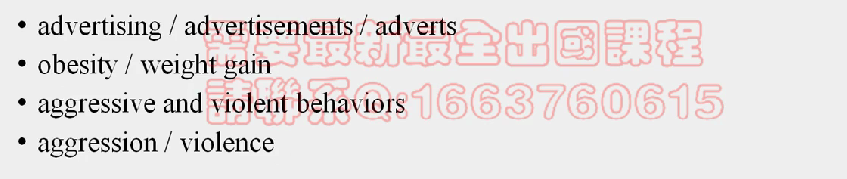 • advertising / advertisements / adverts
需要最新最全出國課程
• obesity / weight gain
• aggressive and violent behaviors
請聯系Q:1663760615
• aggression / violence